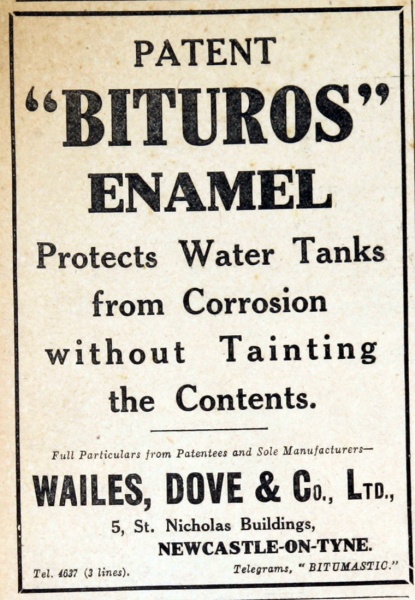 PATENT
"BITUROS"
ENAMEL
Protects Water Tanks
from Corrosion
without Tainting
the Contents.
Full Particulars from Patentees and Sole Manufacturers—
WAILES, DOVE & Co., LTD.,
5, St. Nicholas Buildings,
NEWCASTLE-ON-TYNE.
Tel. 4637 (3 lines). Telegrams, "BITUMASTIC."